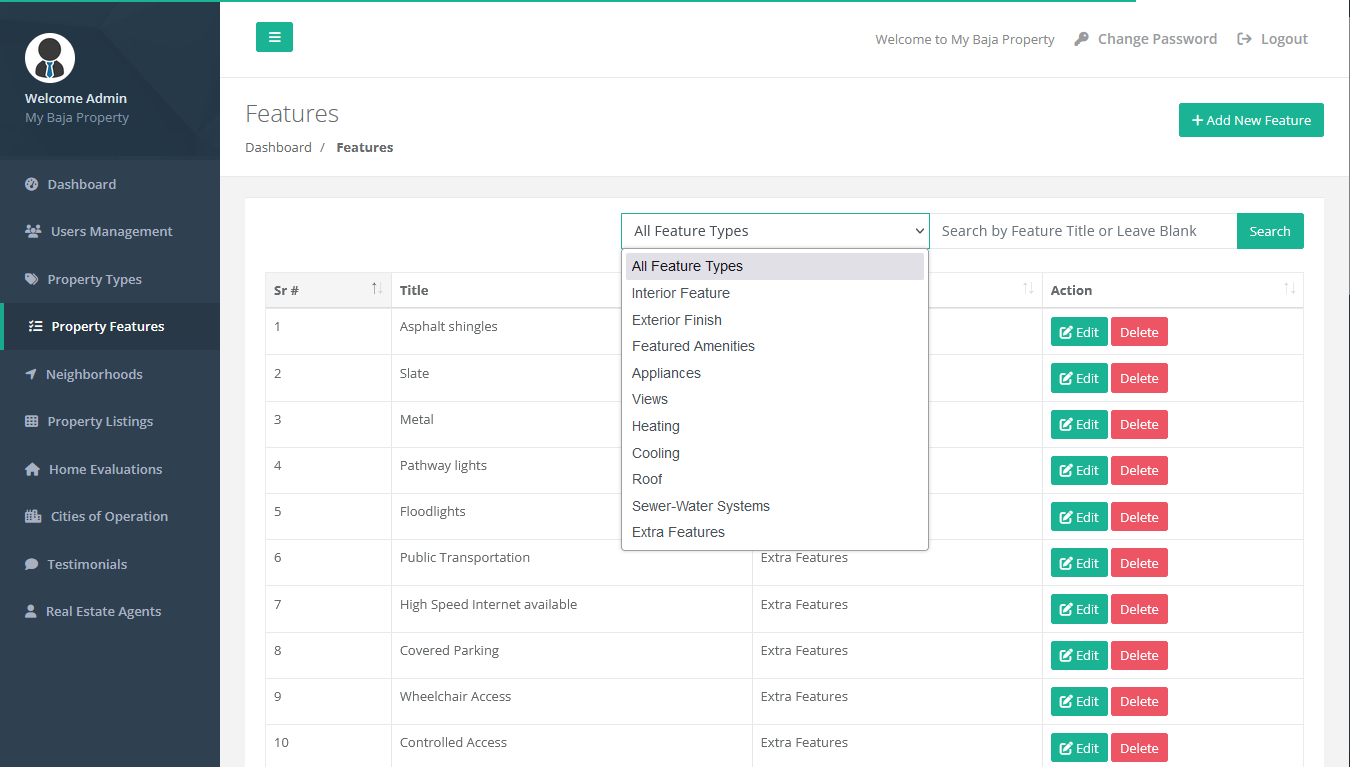 Welcome Admin
My Baja Property
Dashboard
Users Management
Property Types
Property Features
Neighborhoods
Property Listings
Home Evaluations
Cities of Operation
Testimonials
Real Estate Agents
Welcome to My Baja Property Change Password Logout
Features
Dashboard / Features
+ Add New Feature
All Feature Types Search by Feature Title or Leave Blank Search
All Feature Types
Interior Feature
Exterior Finish
Featured Amenities
Appliances
Views
Heating
Cooling
Roof
Sewer-Water Systems
Extra Features
Sr # Title Action
1 Asphalt shingles Edit Delete
2 Slate Edit Delete
3 Metal Edit Delete
4 Pathway lights Edit Delete
5 Floodlights Edit Delete
6 Public Transportation Extra Features Edit Delete
7 High Speed Internet available Extra Features Edit Delete
8 Covered Parking Extra Features Edit Delete
9 Wheelchair Access Extra Features Edit Delete
10 Controlled Access Extra Features Edit Delete